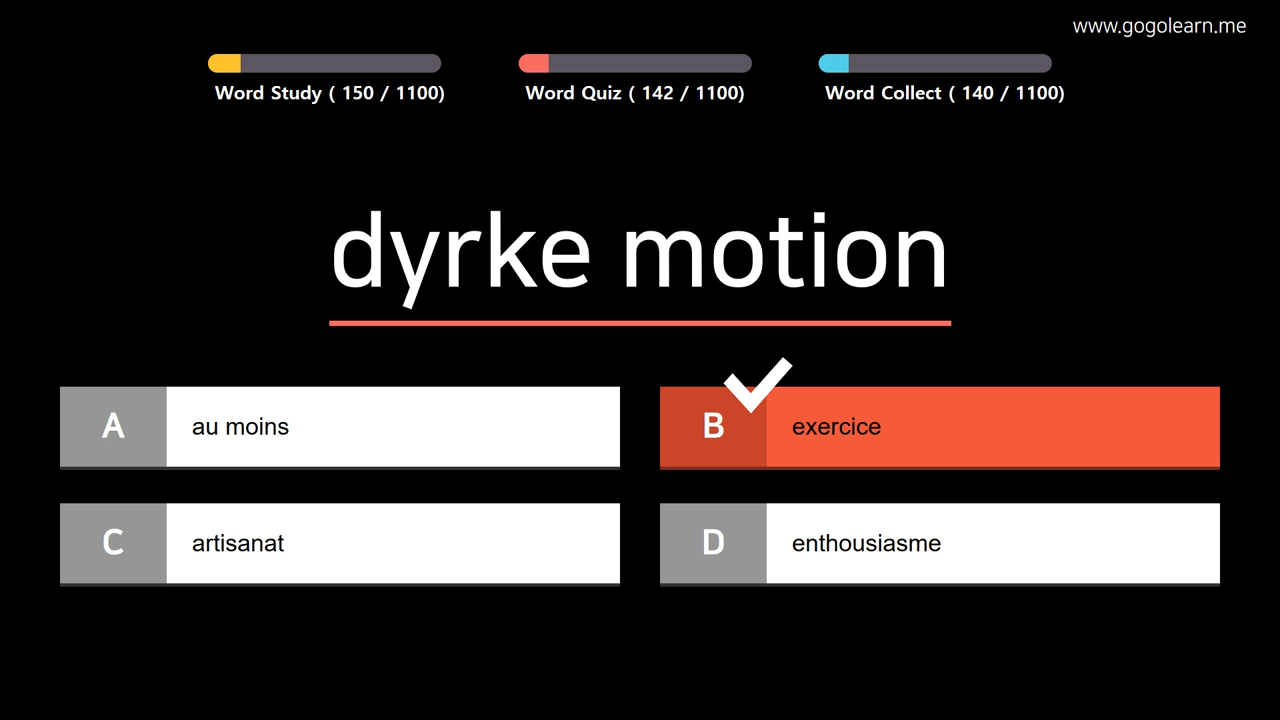 www.gogolearn.me
Word Study ( 150 / 1100)
Word Quiz ( 142 / 1100)
Word Collect ( 140 / 1100)
dyrke motion
A au moins
B exercice
C artisanat
D enthousiasme